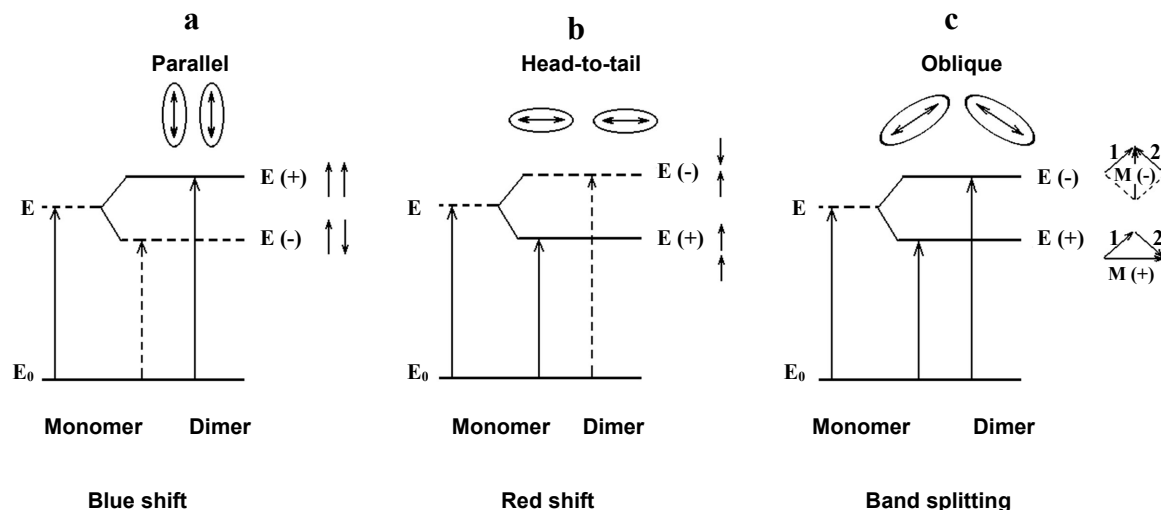 a
Parallel
E (+)
E
E (-)
E₀
Monomer Dimer
Blue shift
b
Head-to-tail
E (-)
E
E (+)
E₀
Monomer Dimer
Red shift
c
Oblique
1 2
E (-) M (-)
E
1 2
E (+)
M (+)
E₀
Monomer Dimer
Band splitting